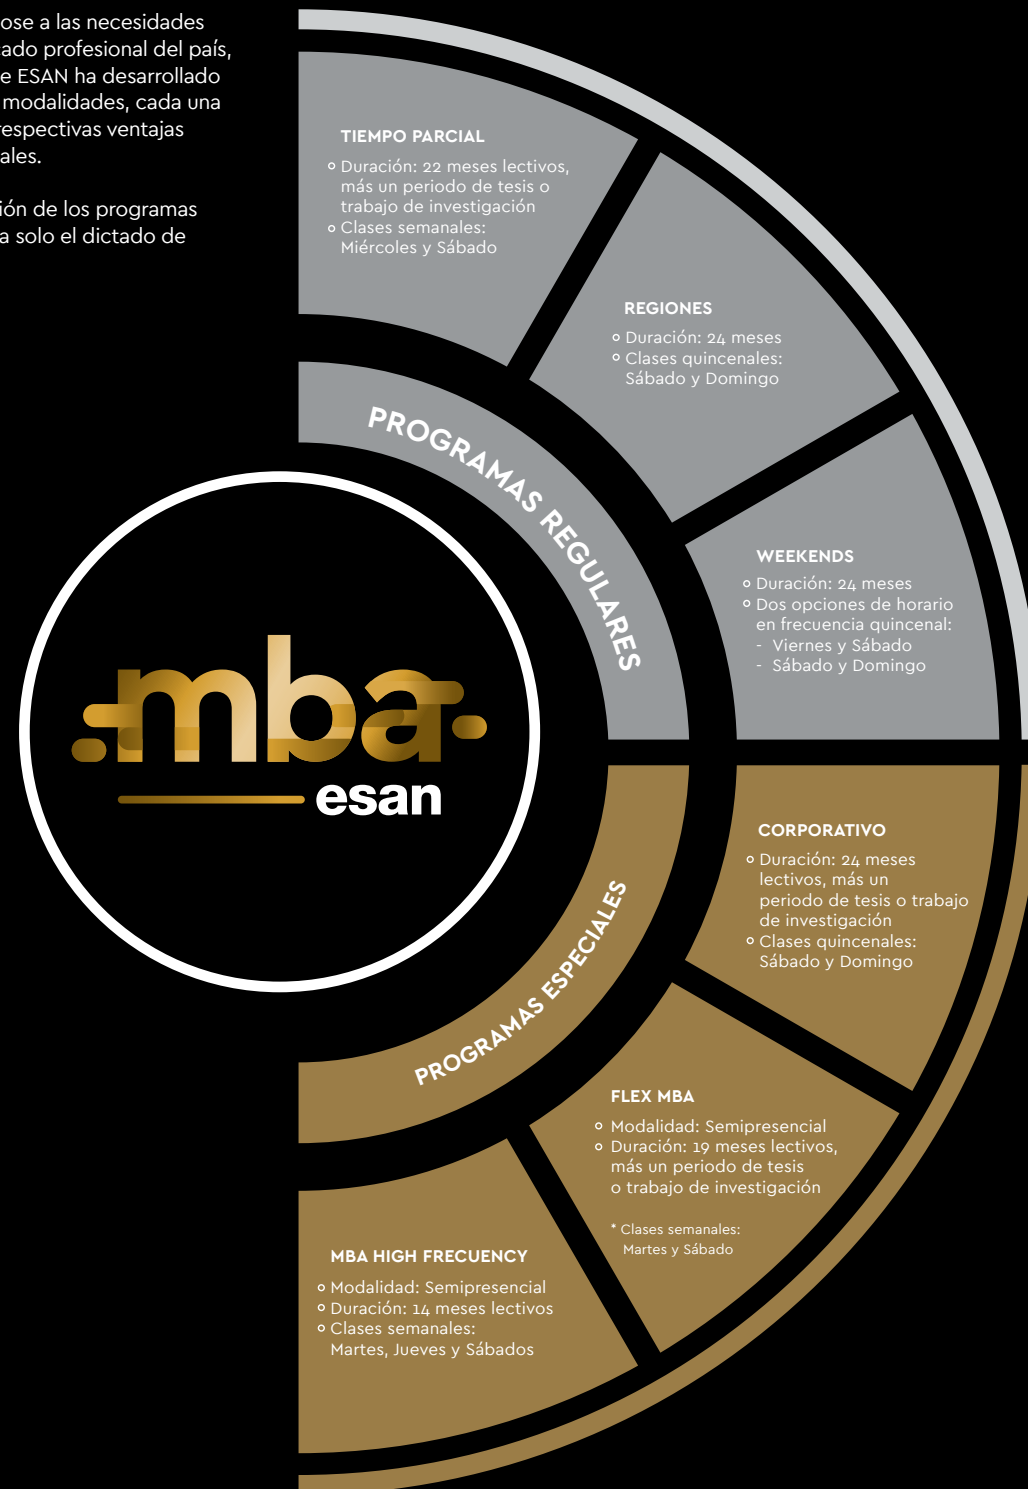 ose a las necesidades
cado profesional del país,
e ESAN ha desarrollado
modalidades, cada una
respectivas ventajas
ales.
ión de los programas
a solo el dictado de
TIEMPO PARCIAL
Duración: 22 meses lectivos,
más un periodo de tesis o
trabajo de investigación
Clases semanales:
Miércoles y Sábado
REGIONES
Duración: 24 meses
Clases quincenales:
Sábado y Domingo
WEEKENDS
Duración: 24 meses
Dos opciones de horario
en frecuencia quincenal:
- Viernes y Sábado
- Sábado y Domingo
PROGRAMAS REGULARES
mba
esan
CORPORATIVO
Duración: 24 meses
lectivos, más un
periodo de tesis o trabajo
de investigación
Clases quincenales:
Sábado y Domingo
PROGRAMAS ESPECIALES
FLEX MBA
Modalidad: Semipresencial
Duración: 19 meses lectivos,
más un periodo de tesis
o trabajo de investigación
* Clases semanales:
Martes y Sábado
MBA HIGH FRECUENCY
Modalidad: Semipresencial
Duración: 14 meses lectivos
Clases semanales:
Martes, Jueves y Sábados